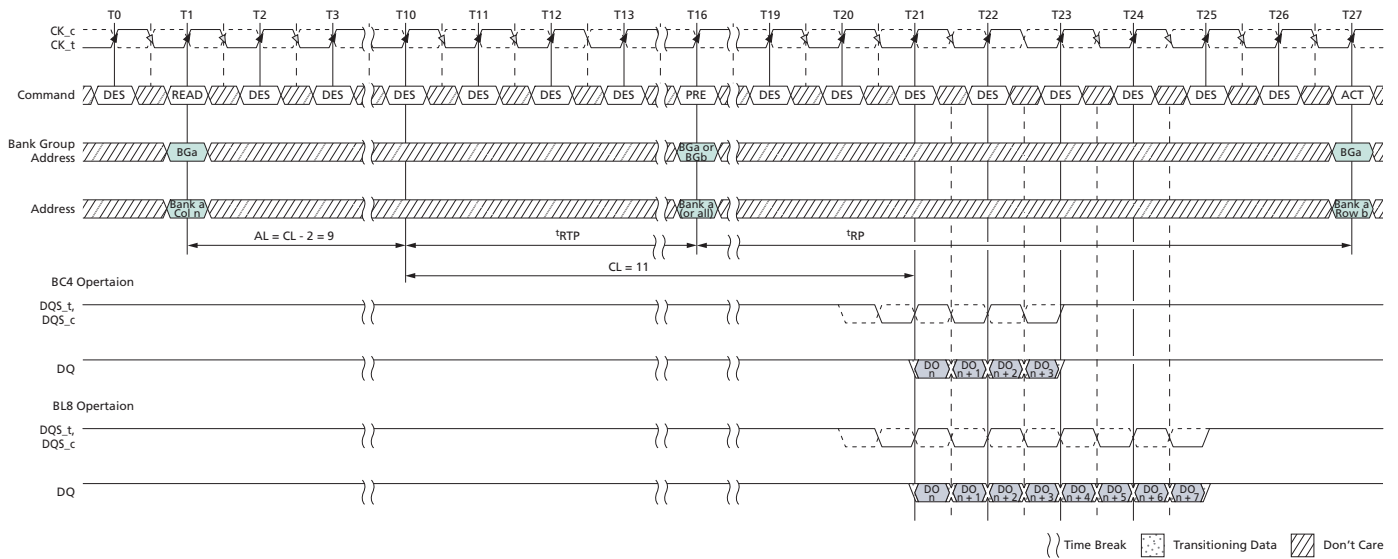 T0 T1 T2 T3 T10 T11 T12 T13 T16 T19 T20 T21 T22 T23 T24 T25 T26 T27
CK_c
CK_t
Command DES READ DES DES DES DES DES DES PRE DES DES DES DES DES DES DES DES ACT
Bank Group
Address
BGa
BGa or
BGb
BGa
Address
Bank a
Col n
Bank a
(or all)
Bank a
Row b
AL = CL - 2 = 9 tRTP tRP
CL = 11
BC4 Opertaion
DQS_t,
DQS_c
DQ
DO
n
DO
n + 1
DO
n + 2
DO
n + 3
BL8 Opertaion
DQS_t,
DQS_c
DQ
DO
n
DO
n + 1
DO
n + 2
DO
n + 3
DO
n + 4
DO
n + 5
DO
n + 6
DO
n + 7
Time Break Transitioning Data Don't Care